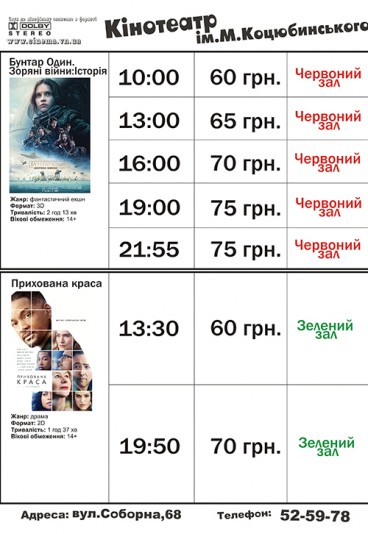 DOLBY
STEREO
www.cinema.vn.ua
Кінотеатр
ім.М.Коцюбинського
Бунтар Один.
Зоряні війни:Історія
Жанр: фантастичний екшн
Формат: 3D
Тривалість: 2 год 13 хв
Вікові обмеження: 14+
10:00 60 грн. Червоний зал
13:00 65 грн. Червоний зал
16:00 70 грн. Червоний зал
19:00 75 грн. Червоний зал
21:55 75 грн. Червоний зал
Прихована краса
ПРИХОВАНА
КРАСА
Жанр: драма
Формат: 2D
Тривалість: 1 год 37 хв
Вікові обмеження: 14+
13:30 60 грн. Зелений зал
19:50 70 грн. Зелений зал
Адреса: вул.Соборна,68 Телефон: 52-59-78